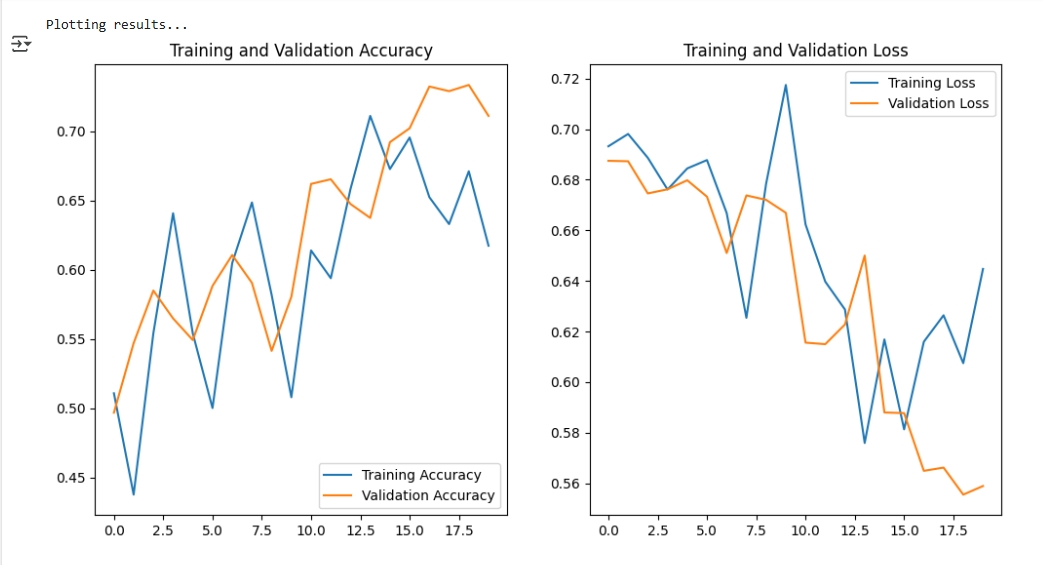 Plotting results...
Training and Validation Accuracy
0.70
0.65
0.60
0.55
0.50
0.45
0.0 2.5 5.0 7.5 10.0 12.5 15.0 17.5
Training Accuracy
Validation Accuracy
Training and Validation Loss
0.72
0.70
0.68
0.66
0.64
0.62
0.60
0.58
0.56
0.0 2.5 5.0 7.5 10.0 12.5 15.0 17.5
Training Loss
Validation Loss